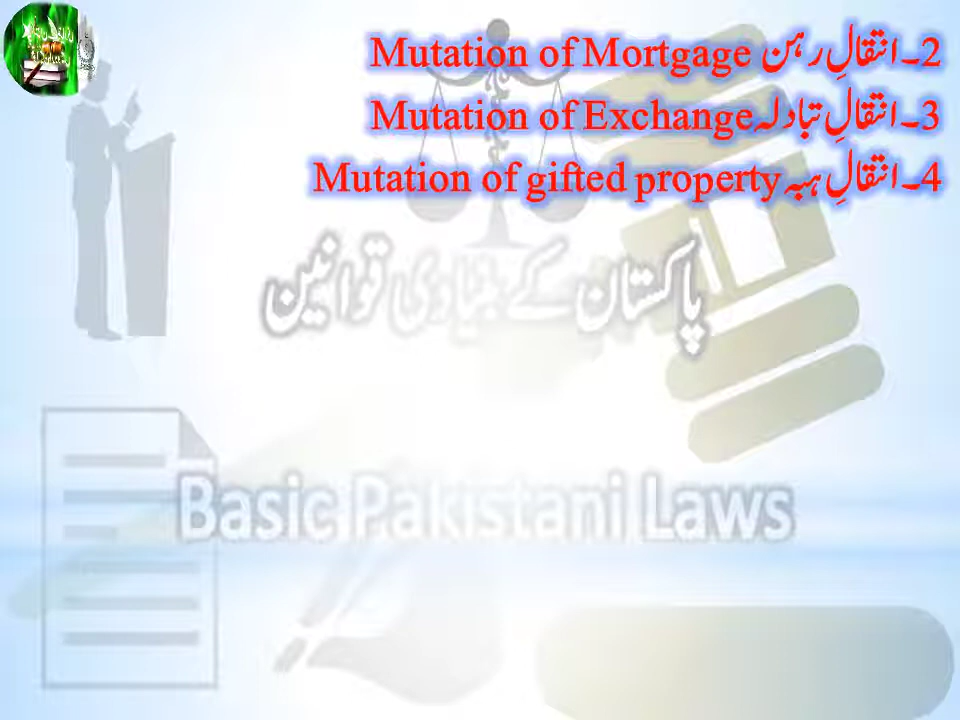 2۔انتقالِ رہن Mutation of Mortgage
3۔انتقالِ تبادلہ Mutation of Exchange
4۔انتقالِ ہبہ Mutation of gifted property
پاکستان کے بنیادی قوانین
Basic Pakistani Laws